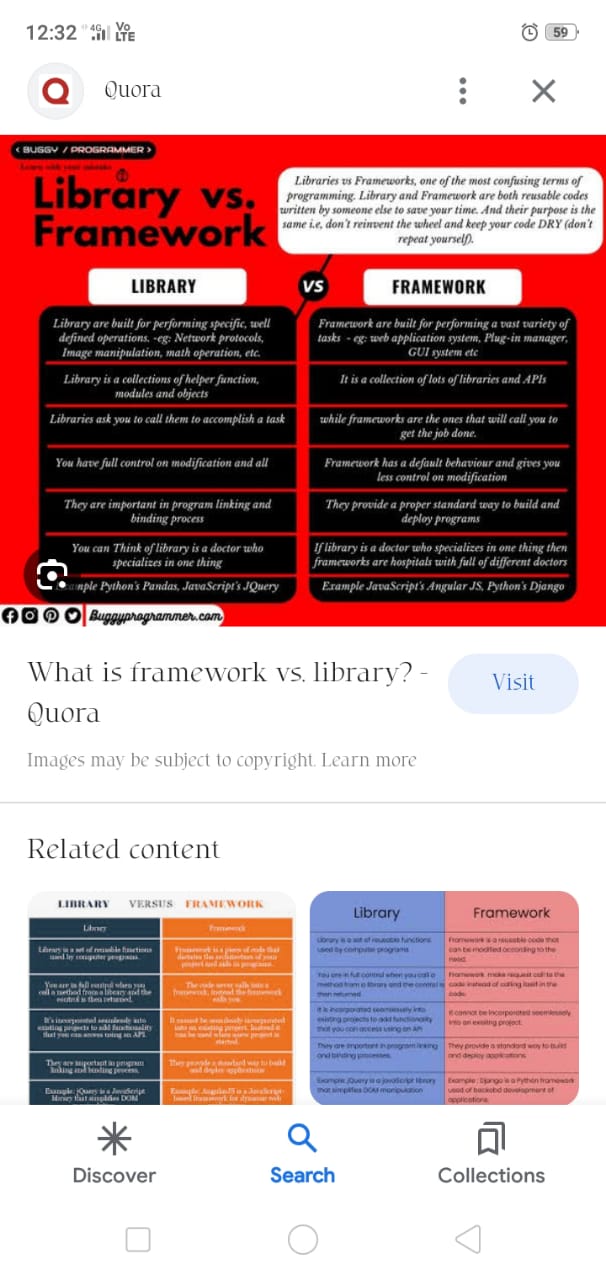 12:32 4G Vo LTE 59
Quora
< BUGGY / PROGRAMMER >
Library vs.
Framework
Libraries vs Frameworks, one of the most confusing terms of
programming. Library and Framework are both reusable codes
written by someone else to save your time. And their purpose is the
same i.e, don't reinvent the wheel and keep your code DRY (don't
repeat yourself).
LIBRARY
VS
FRAMEWORK
Library are built for performing specific, well
defined operations. -eg: Network protocols,
Image manipulation, math operation, etc.
Framework are built for performing a vast variety of
tasks - eg: web application system, Plug-in manager,
GUI system etc
Library is a collections of helper function,
modules and objects
It is a collection of lots of libraries and APIs
Libraries ask you to call them to accomplish a task
while frameworks are the ones that will call you to
get the job done.
You have full control on modification and all
Framework has a default behaviour and gives you
less control on modification
They are important in program linking and
binding process
They provide a proper standard way to build and
deploy programs
You can Think of library is a doctor who
specializes in one thing
If library is a doctor who specializes in one thing then
frameworks are hospitals with full of different doctors
Python's Pandas, JavaScript's JQuery
Example JavaScript's Angular JS, Python's Django
Buggyprogrammer.com
What is framework vs. library? -
Quora
Visit
Images may be subject to copyright. Learn more
Related content
LIBRARY VERSUS FRAMEWORK
Library
Framework
Library is a set of reusable functions
used by computer programs.
Framework is a piece of code that
dictates the architecture of your
project and aids in programs.
You are in full control when you
call a method from a library and the
control is then returned.
The code never calls into a
framework, instead the framework
calls you.
It's incorporated seamlessly into
existing projects to add functionality
that you can access using an API.
It cannot be seamlessly incorporated
into an existing project. Instead it
can be used when a new project is
started.
They are important in program
linking and binding process.
They provide a standard way to build
and deploy applications
Example: jQuery is a JavaScript
library that simplifies DOM
Example: AngularJS is a JavaScript-
based framework for dynamic web
Library
Framework
Library is a set of reusable functions
used by computer programs
Framework is a reusable code that
can be modified according to the
need.
You are in full control when you call a
method from a library and the control is
then returned
Framework make request call to the
code instead of calling itself in the
code.
It is incorporated seamlessly into
existing projects to add functionality
that you can access using an API
It cannot be incorporated seemlessely
into an existing project.
They are important in program linking
and binding processes.
They provide a standard way to build
and deploy applications.
Example: jQuery is a javaScript library
that simplifies DOM manipulation
Example : Django is a Python framework
used of backebd development of
applications.
Discover
Search
Collections